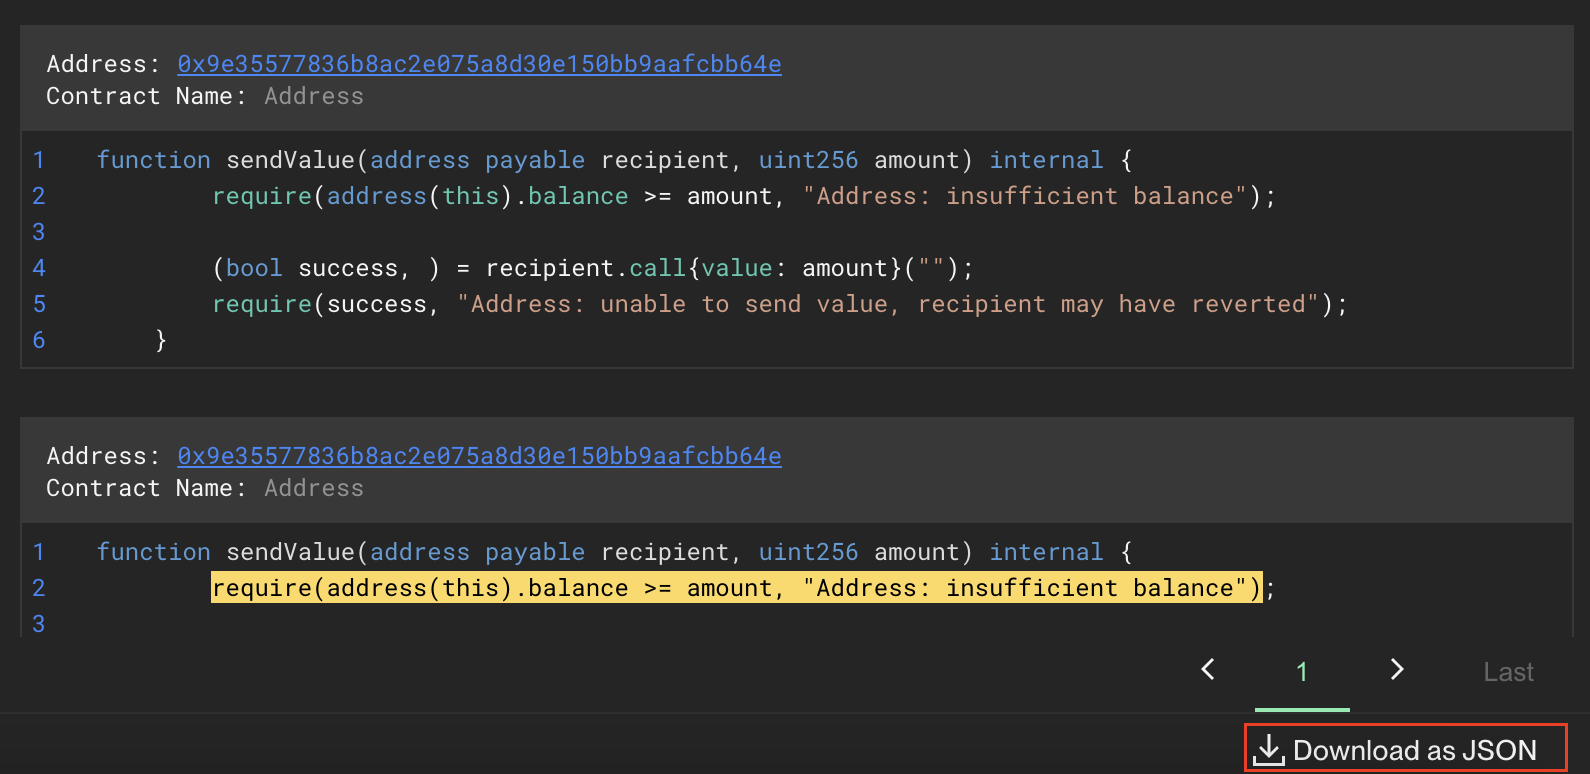 Address: 0x9e35577836b8ac2e075a8d30e150bb9aafcbb64e
Contract Name: Address
1 function sendValue(address payable recipient, uint256 amount) internal {
2 require(address(this).balance >= amount, "Address: insufficient balance");
3
4 (bool success, ) = recipient.call{value: amount}("");
5 require(success, "Address: unable to send value, recipient may have reverted");
6 }
Address: 0x9e35577836b8ac2e075a8d30e150bb9aafcbb64e
Contract Name: Address
1 function sendValue(address payable recipient, uint256 amount) internal {
2 require(address(this).balance >= amount, "Address: insufficient balance");
3
1 Last
Download as JSON